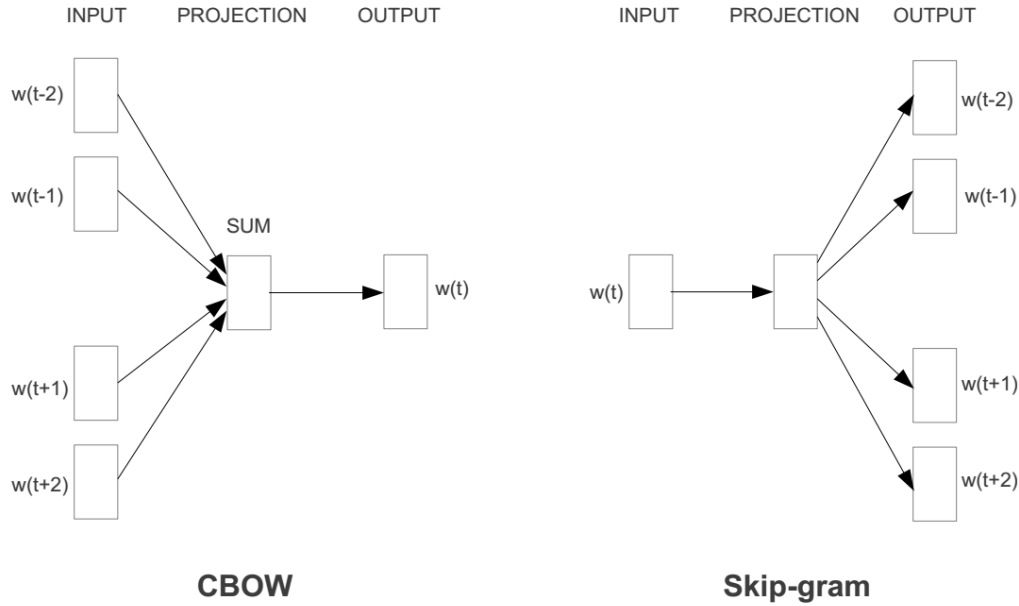 INPUT PROJECTION OUTPUT
w(t-2)
w(t-1)
SUM
w(t)
w(t+1)
w(t+2)
CBOW
INPUT PROJECTION OUTPUT
w(t-2)
w(t-1)
w(t)
w(t+1)
w(t+2)
Skip-gram